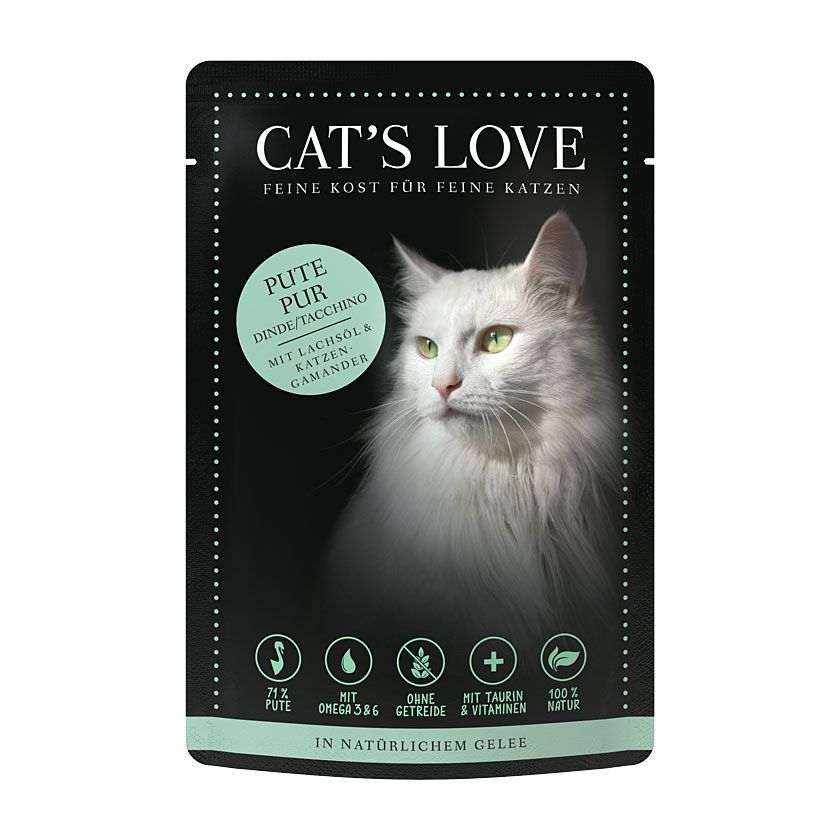 CAT'S LOVE
FEINE KOST FÜR FEINE KATZEN
PUTE
PUR
DINDE/TACCHINO
MIT LACHSÖL &
KATZEN-
GAMANDER
71 %
PUTE
MIT
OMEGA 3 & 6
OHNE
GETREIDE
MIT TAURIN
& VITAMINEN
100 %
NATUR
IN NATÜRLICHEM GELEE